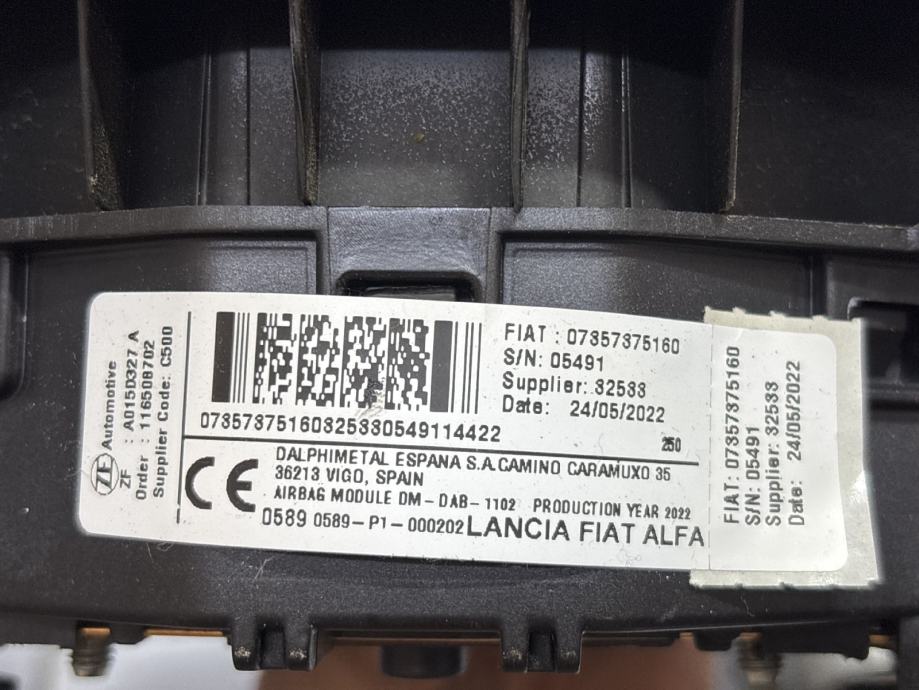 ZF Automotive
ZF : A015D327 A
Order : 116508702
Supplier Code: C500
FIAT : 07357375160
S/N: 05491
Supplier: 32533
Date: 24/05/2022
07357375160325330549114422
250
DALPHIMETAL ESPANA S.A.CAMINO CARAMUXO 35
36213 VIGO, SPAIN
AIRBAG MODULE DM-DAB-1102 PRODUCTION YEAR 2022
CE
0589 0589-P1-000202 LANCIA FIAT ALFA
FIAT: 07357375160
S/N: 05491
Supplier: 32533
Date: 24/05/2022